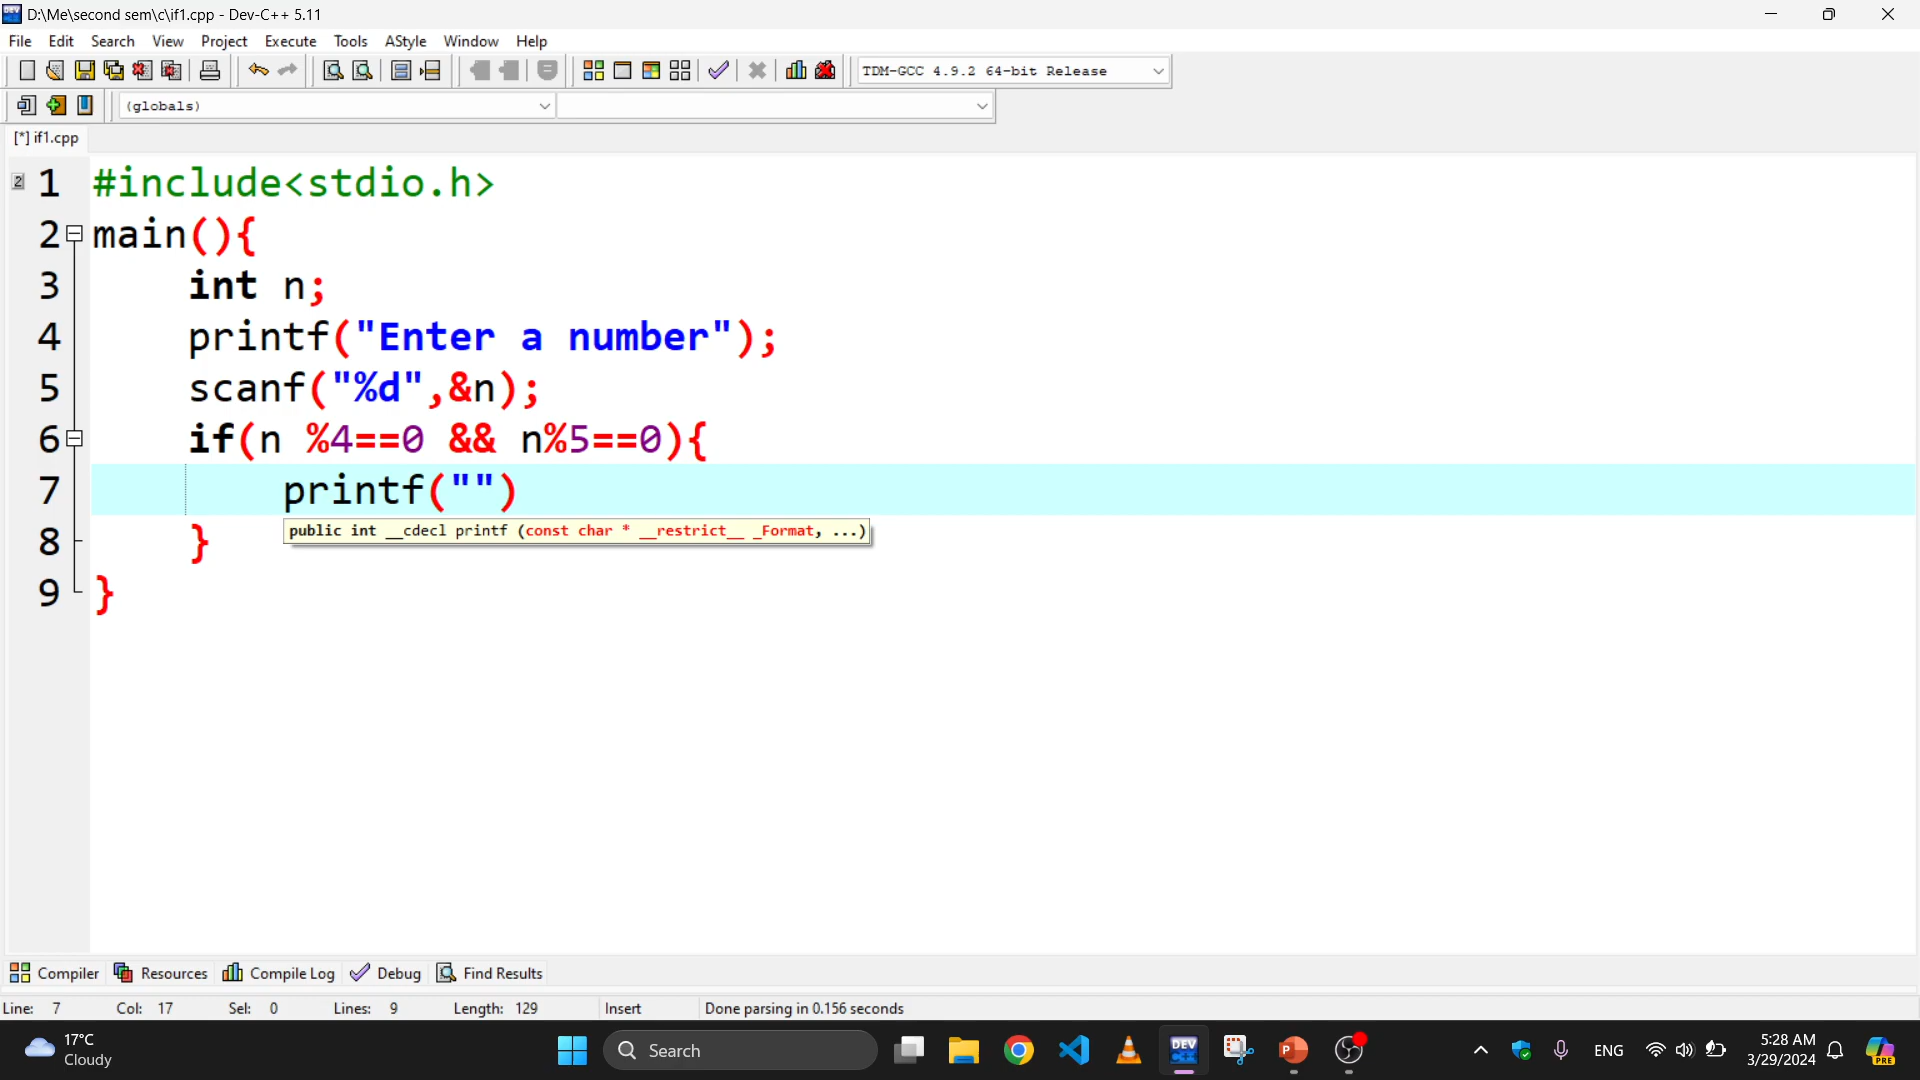 D:\Me\second sem\c\if1.cpp - Dev-C++ 5.11
File Edit Search View Project Execute Tools AStyle Window Help
TDM-GCC 4.9.2 64-bit Release
(globals)
[*] if1.cpp
2 1 #include<stdio.h>
2 main(){
3 int n;
4 printf("Enter a number");
5 scanf("%d",&n);
6 if(n %4==0 && n%5==0){
7 printf("")
public int __cdecl printf (const char * __restrict__ _Format, ...)
8 }
9 }
Compiler Resources Compile Log Debug Find Results
Line: 7 Col: 17 Sel: 0 Lines: 9 Length: 129 Insert Done parsing in 0.156 seconds
17°C
Cloudy
Search
DEV
P
ENG
5:28 AM
3/29/2024
PRE